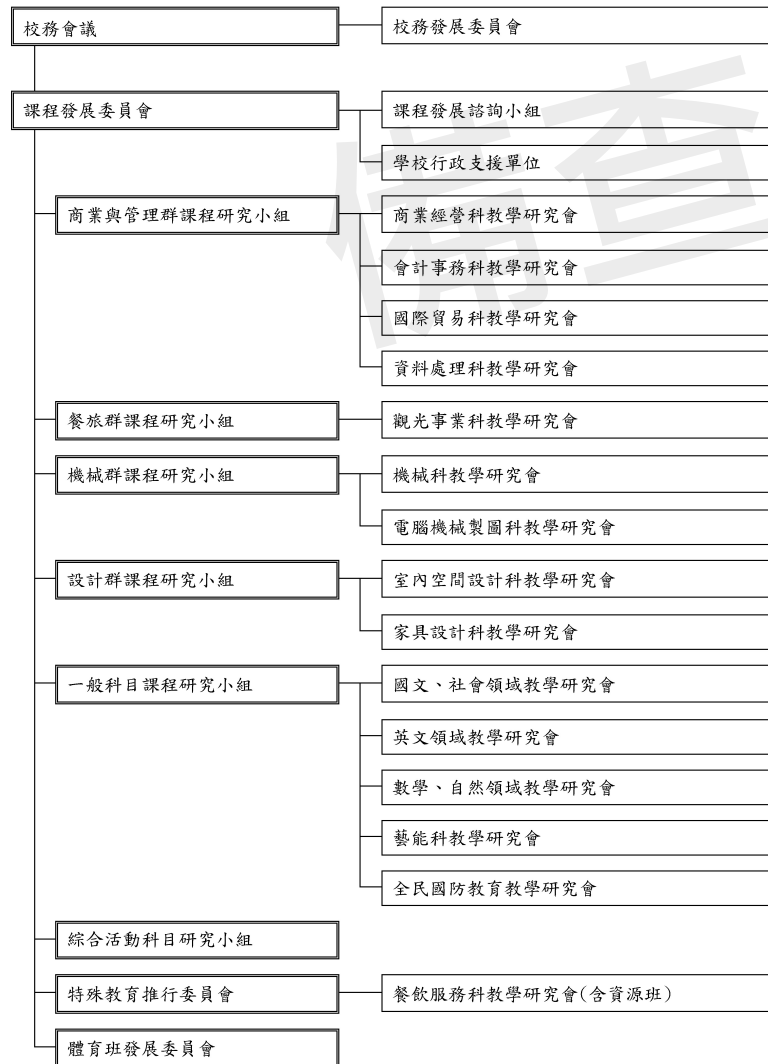 校務會議
校務發展委員會
課程發展委員會
課程發展諮詢小組
學校行政支援單位
商業與管理群課程研究小組
商業經營科教學研究會
會計事務科教學研究會
國際貿易科教學研究會
資料處理科教學研究會
餐旅群課程研究小組
觀光事業科教學研究會
機械群課程研究小組
機械科教學研究會
電腦機械製圖科教學研究會
設計群課程研究小組
室內空間設計科教學研究會
家具設計科教學研究會
一般科目課程研究小組
國文、社會領域教學研究會
英文領域教學研究會
數學、自然領域教學研究會
藝能科教學研究會
全民國防教育教學研究會
綜合活動科目研究小組
特殊教育推行委員會
餐飲服務科教學研究會(含資源班)
體育班發展委員會
備查